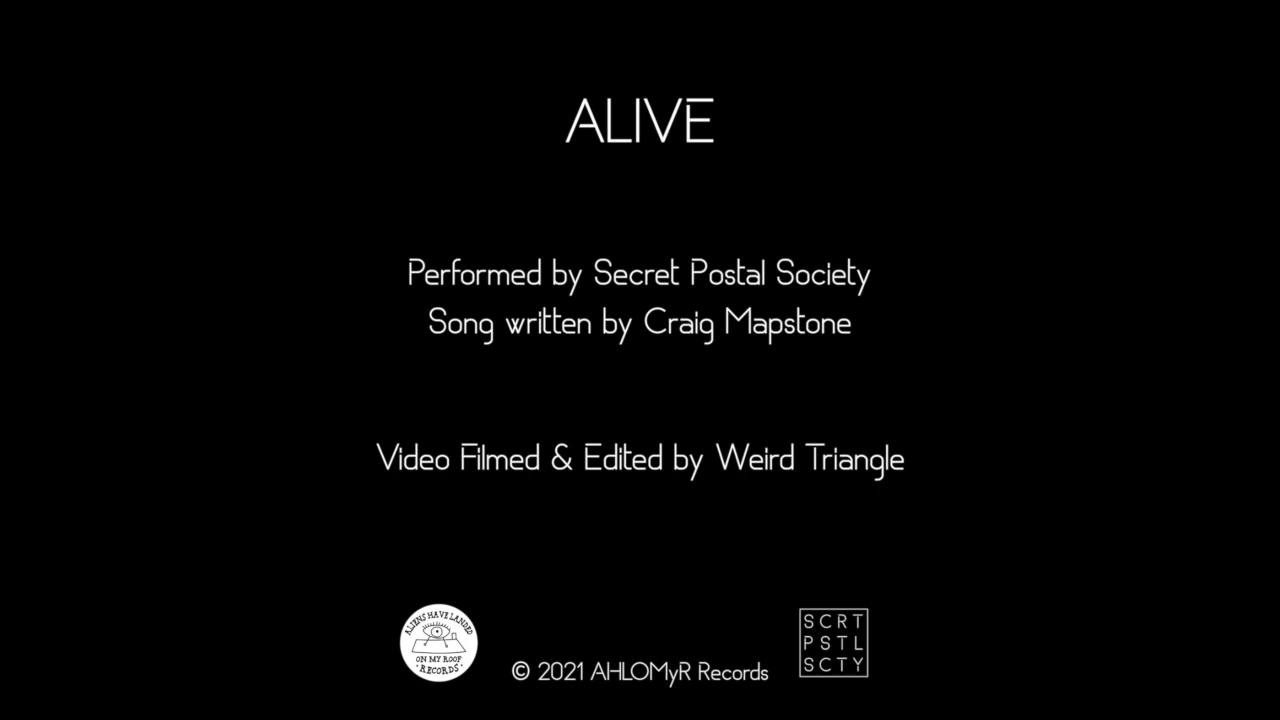 ALIVE
Performed by Secret Postal Society
Song written by Craig Mapstone
Video Filmed & Edited by Weird Triangle
ALIENS HAVE LANDED
ON MY ROOF
• RECORDS •
© 2021 AHLOMyR Records
SCRT
PSTL
SCTY